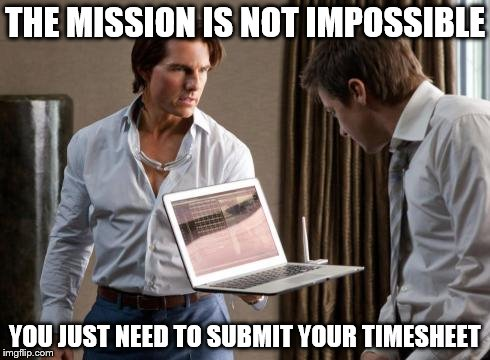 THE MISSION IS NOT IMPOSSIBLE
YOU JUST NEED TO SUBMIT YOUR TIMESHEET
imgflip.com